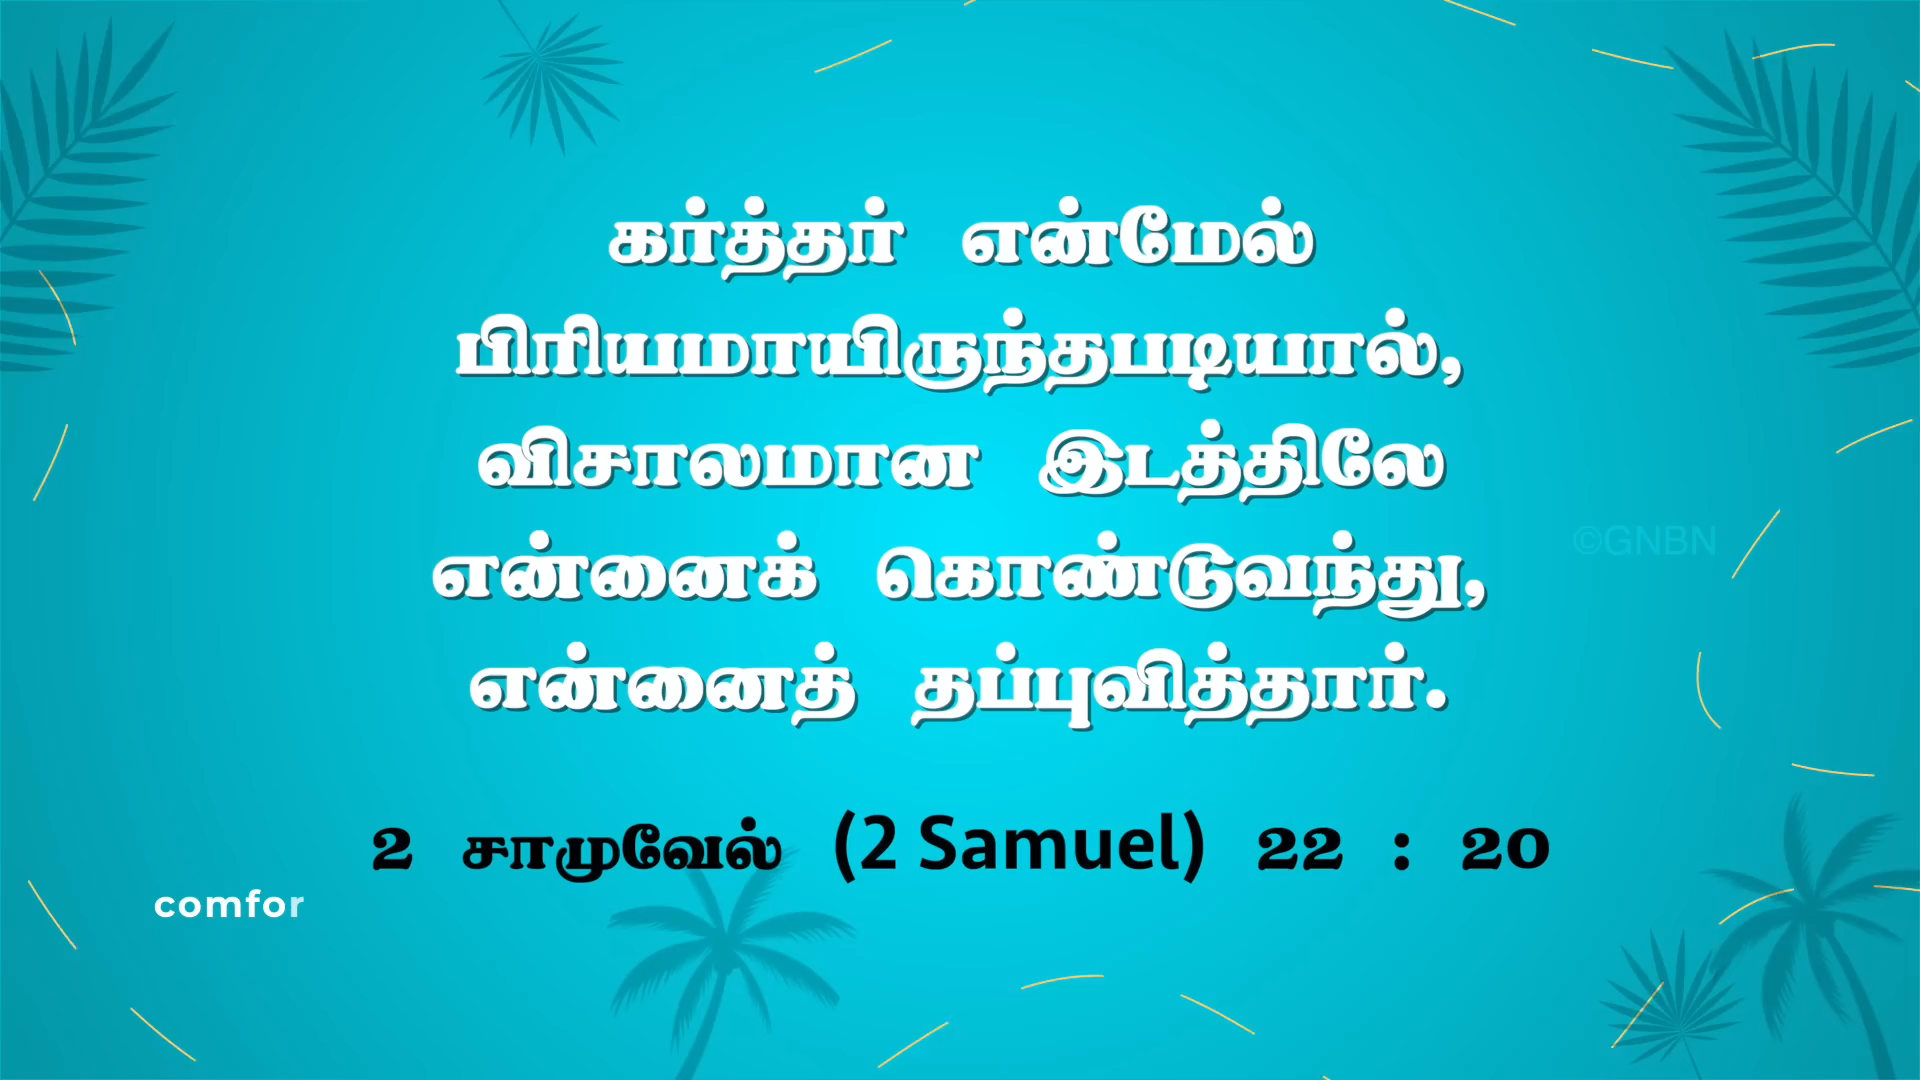 கர்த்தர் என்மேல்
பிரியமாயிருந்தபடியால்,
விசாலமான இடத்திலே
என்னைக் கொண்டுவந்து,
என்னைத் தப்புவித்தார்.
©GNBN
2 சாமுவேல் (2 Samuel) 22 : 20
comfor